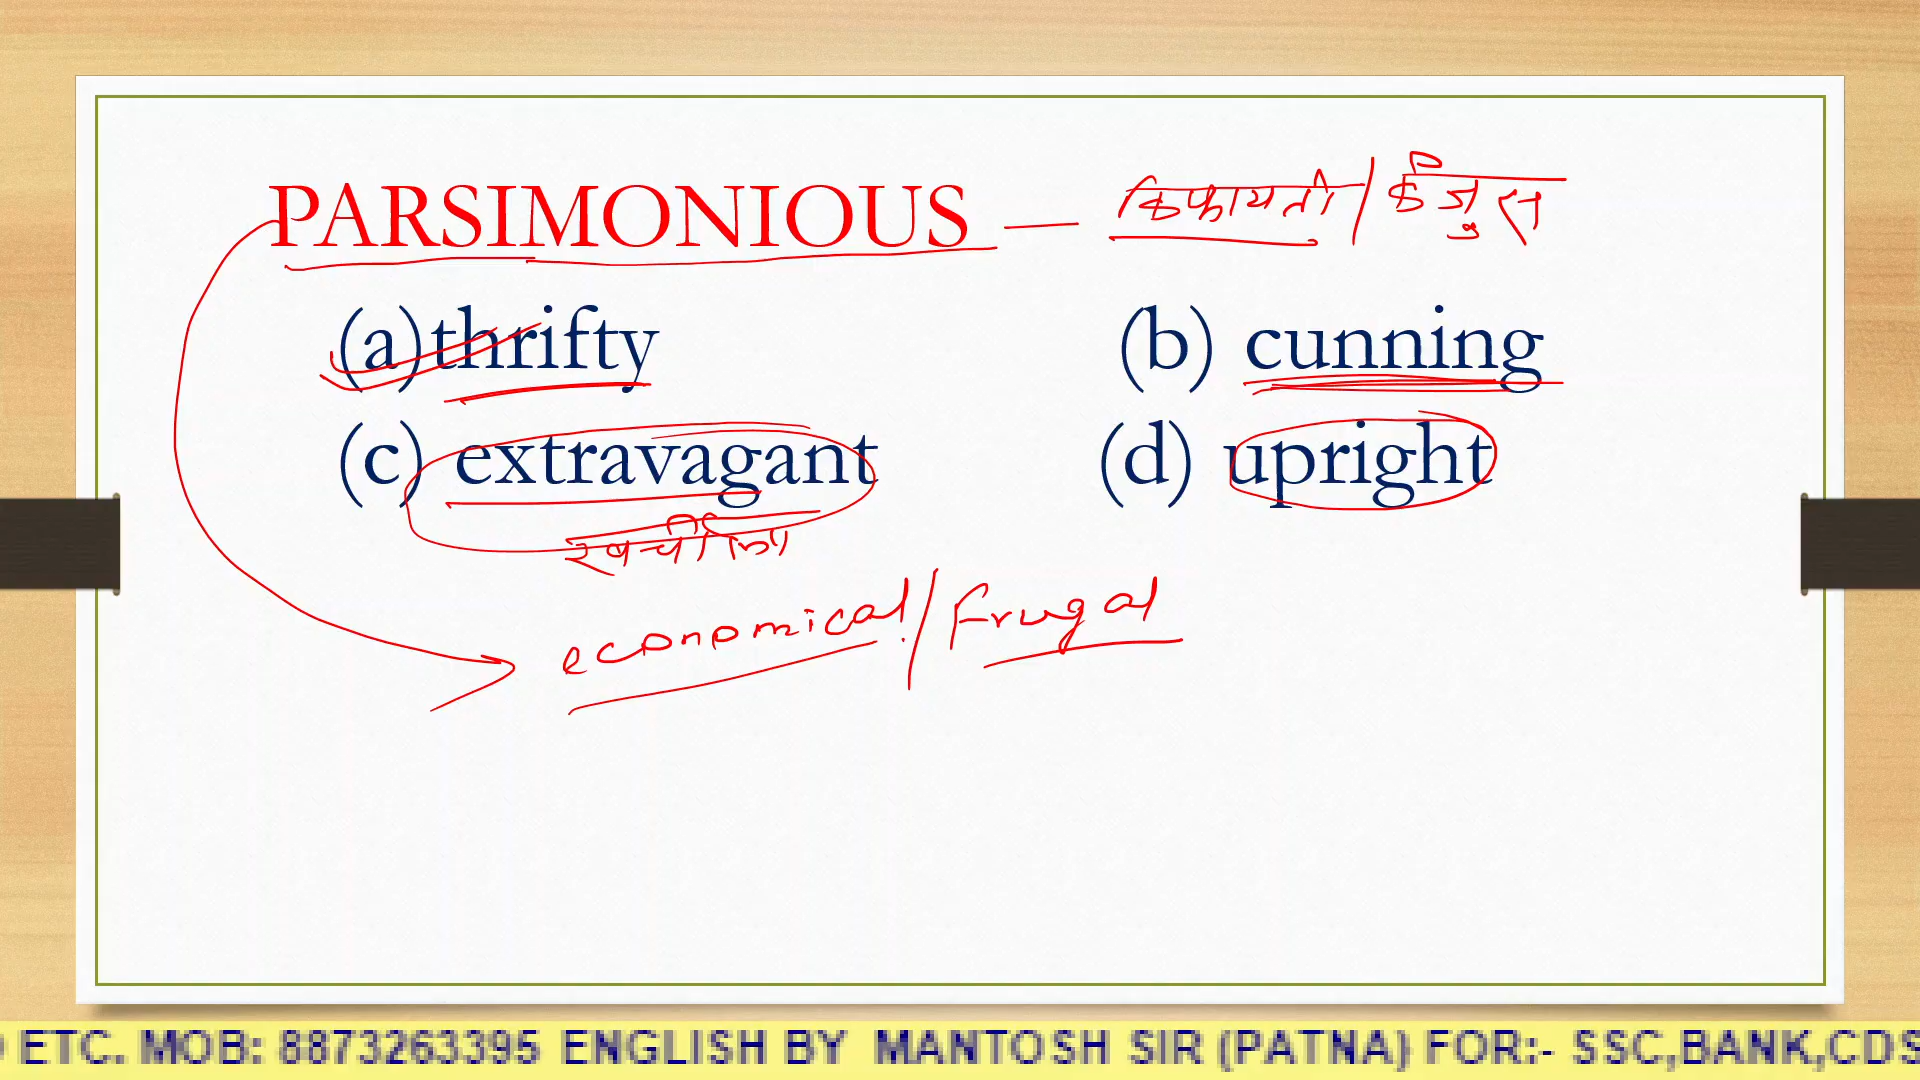 PARSIMONIOUS — किफायती / कंजूस
(a) thrifty (b) cunning
(c) extravagant (d) upright
खर्चीला
economical / frugal
ETC. MOB: 8873263395 ENGLISH BY MANTOSH SIR (PATNA) FOR:- SSC,BANK,CDS